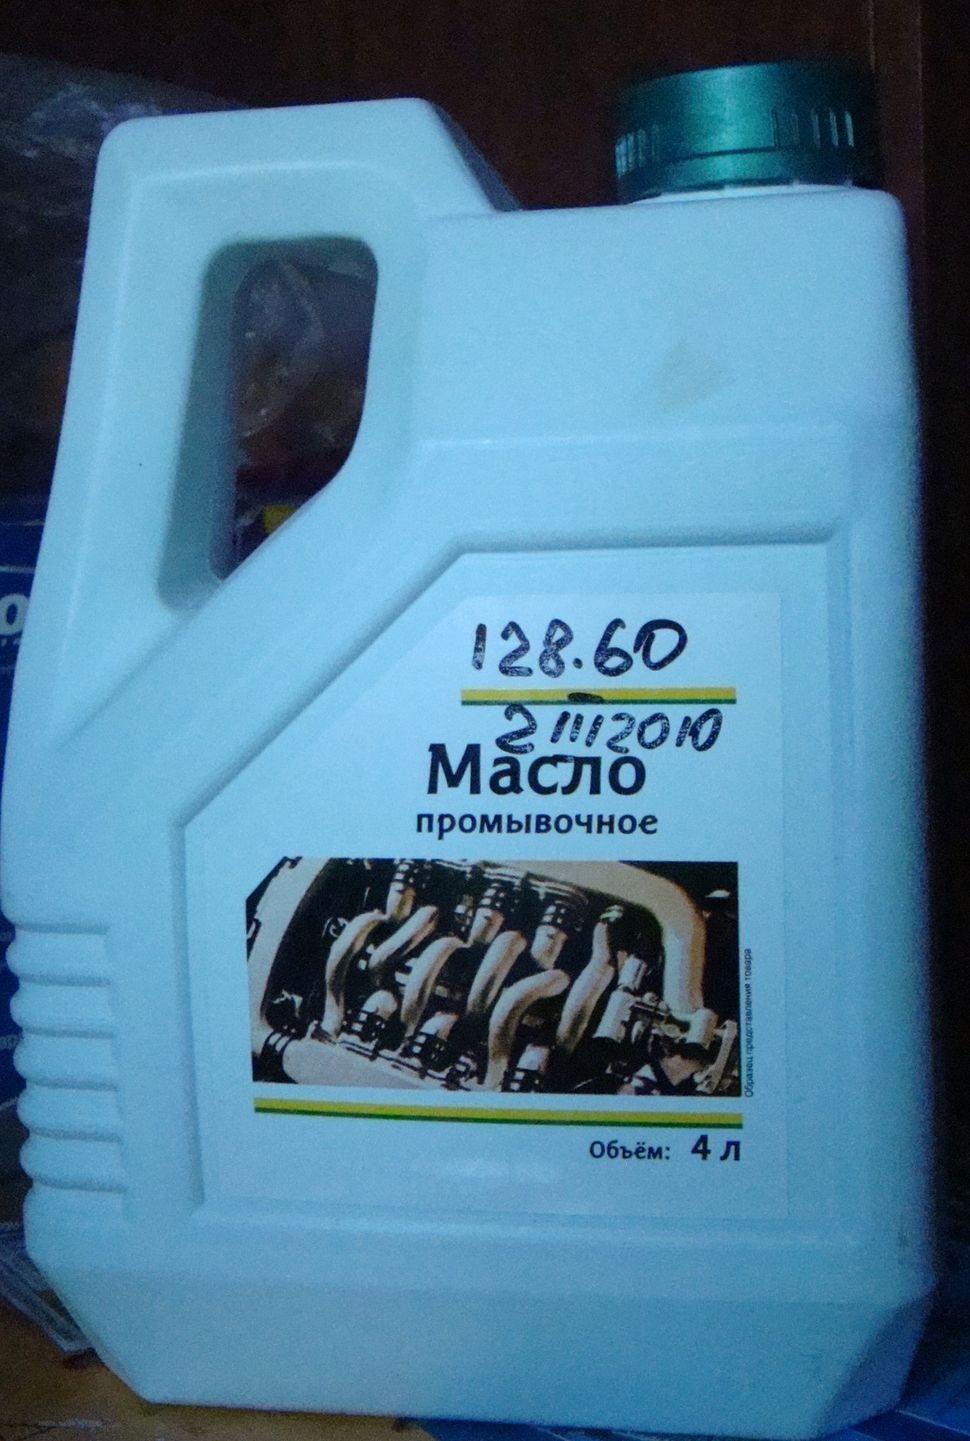 128.60
2 III 2010
Масло
промывочное
Образец представления товара
Объём: 4 л